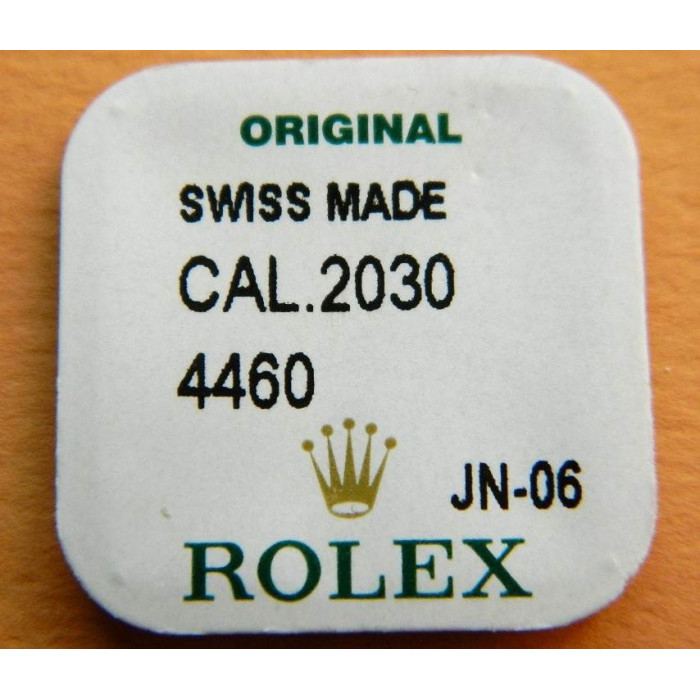 ORIGINAL
SWISS MADE
CAL.2030
4460
JN-06
ROLEX